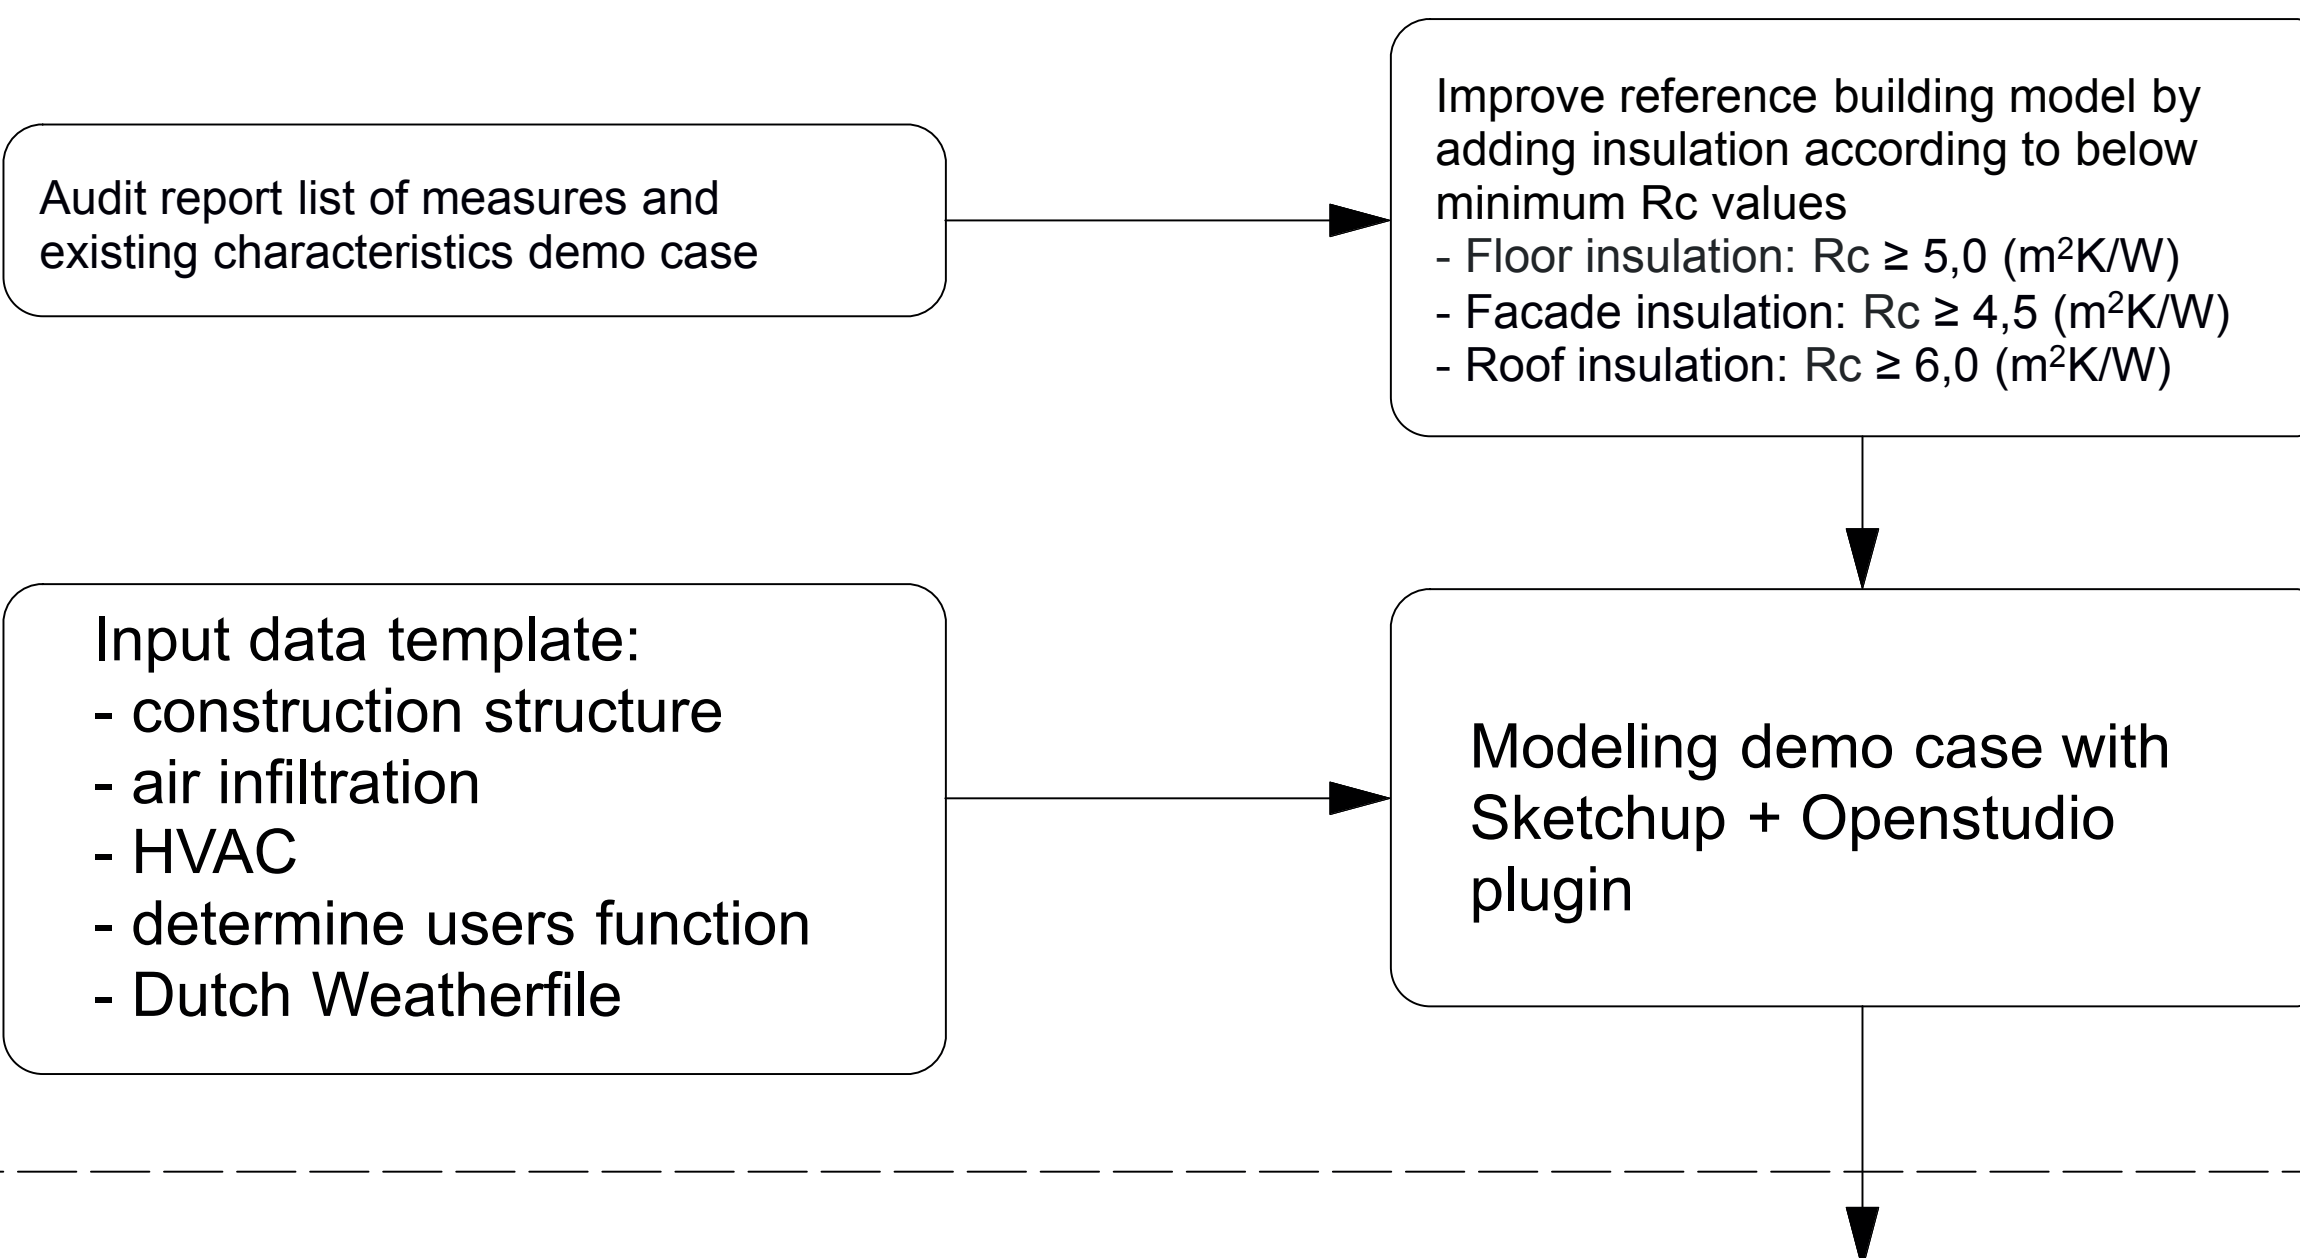 Audit report list of measures and
existing characteristics demo case
Improve reference building model by
adding insulation according to below
minimum Rc values
- Floor insulation: Rc ≥ 5,0 (m²K/W)
- Facade insulation: Rc ≥ 4,5 (m²K/W)
- Roof insulation: Rc ≥ 6,0 (m²K/W)
Input data template:
- construction structure
- air infiltration
- HVAC
- determine users function
- Dutch Weatherfile
Modeling demo case with
Sketchup + Openstudio
plugin